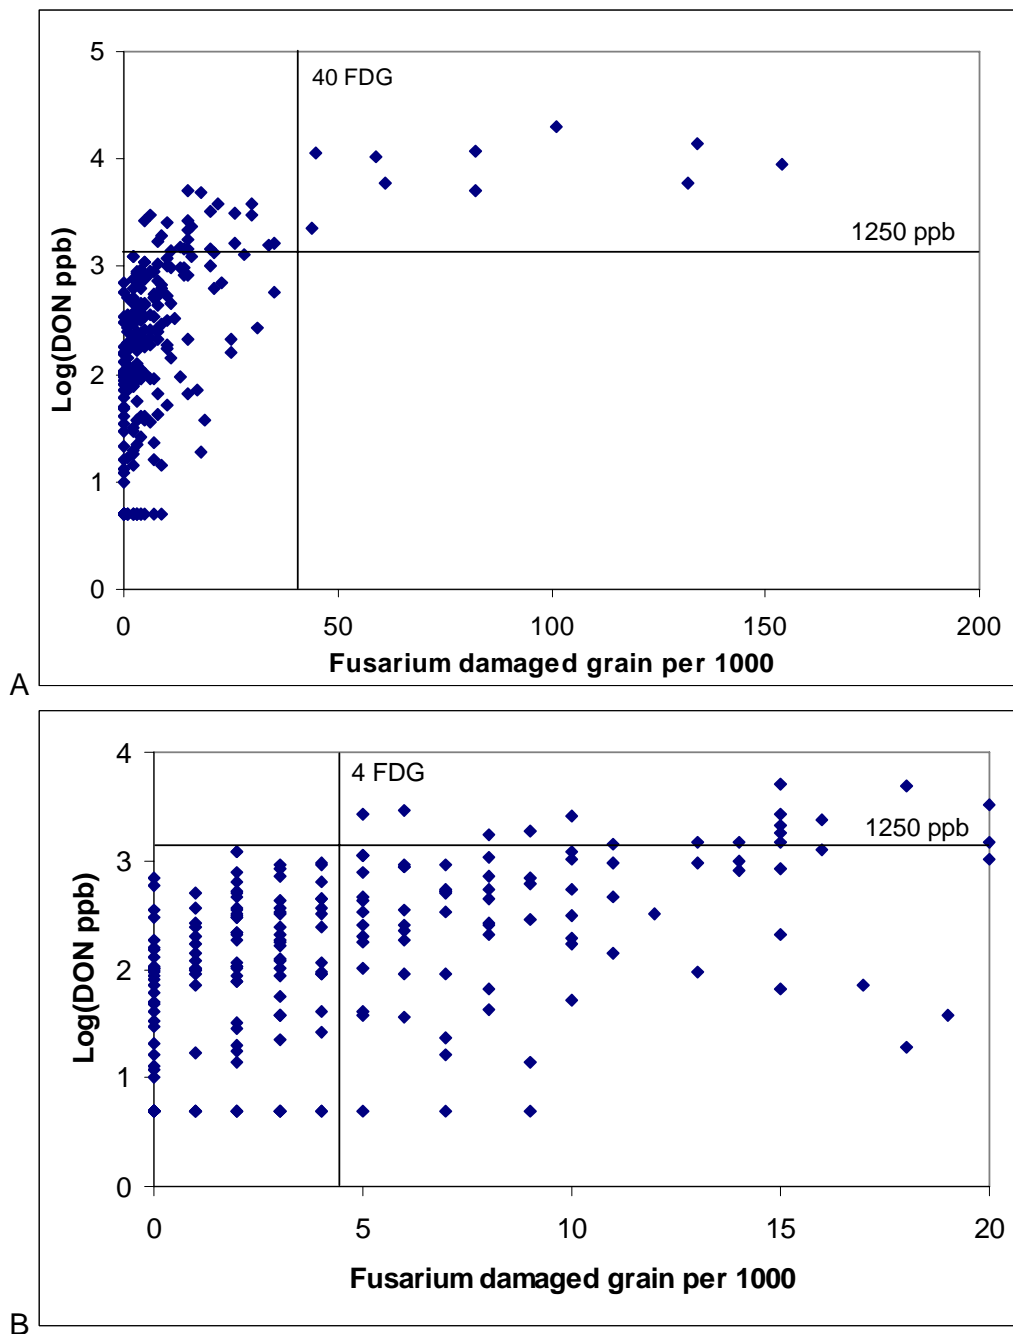 5
40 FDG
4
Log(DON ppb)
1250 ppb
3
2
1
0
0 50 100 150 200
Fusarium damaged grain per 1000
A
4
4 FDG
1250 ppb
3
Log(DON ppb)
2
1
0
0 5 10 15 20
Fusarium damaged grain per 1000
B